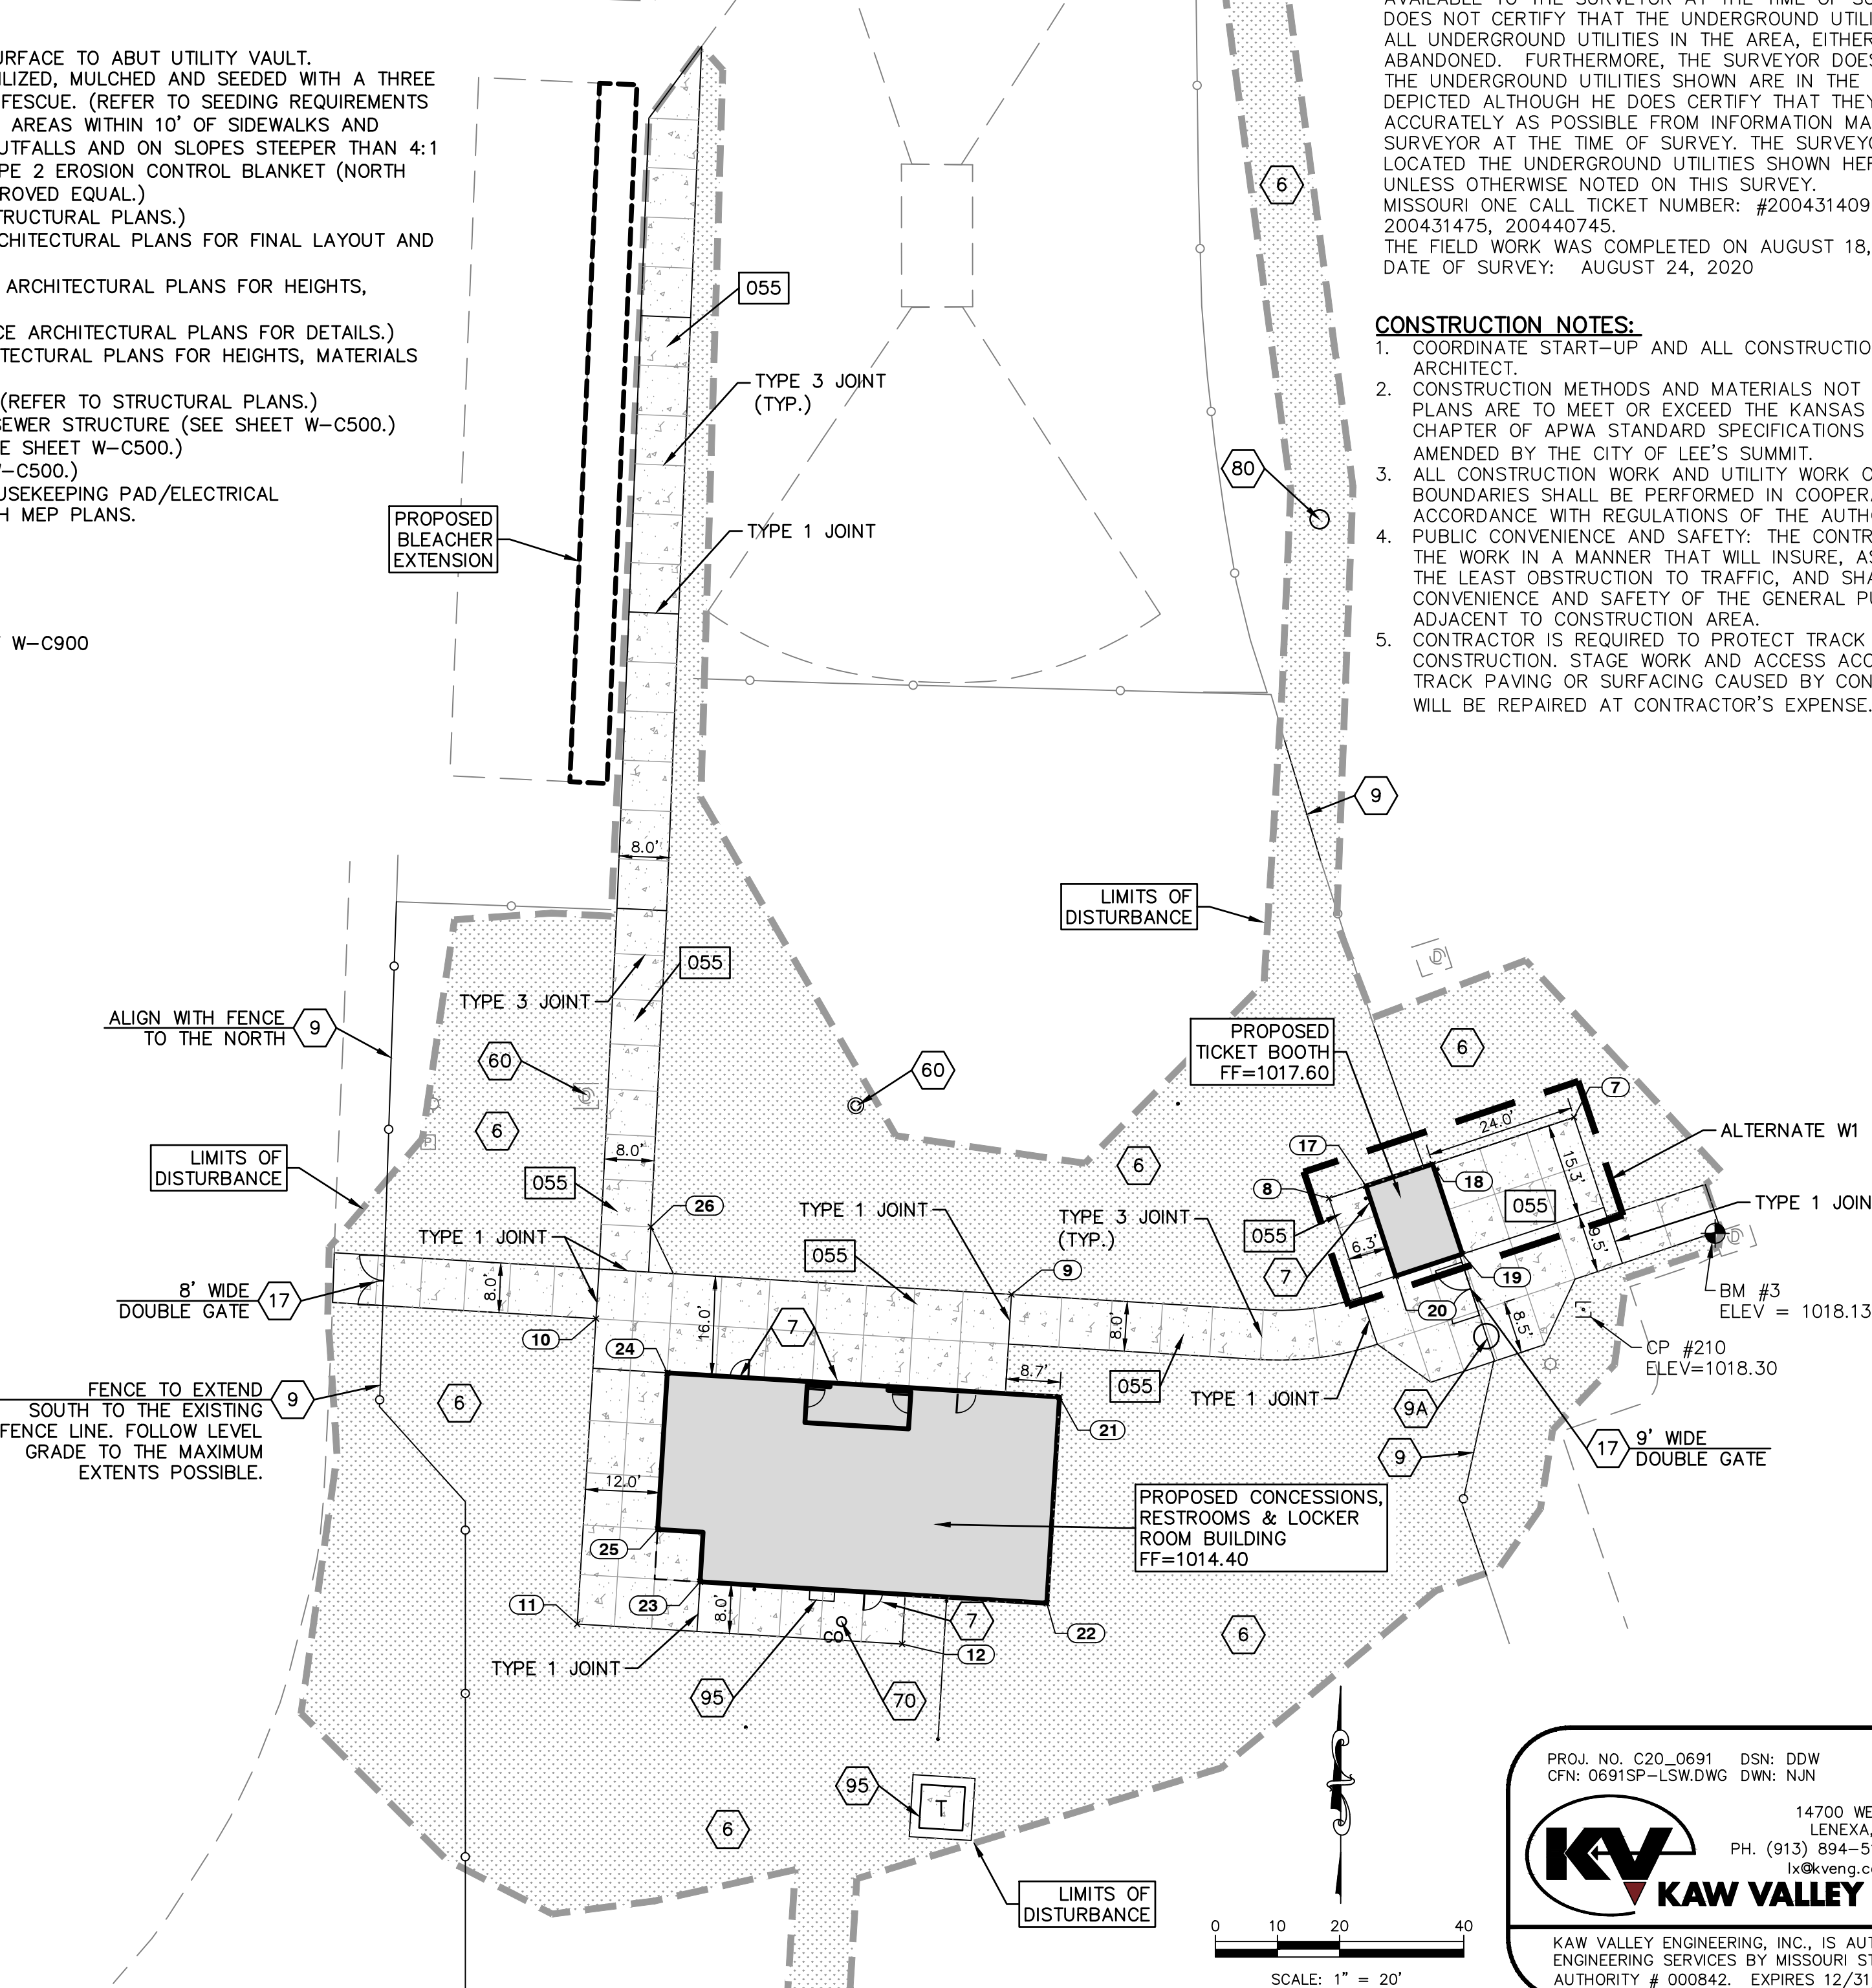 URFACE TO ABUT UTILITY VAULT.
ILIZED, MULCHED AND SEEDED WITH A THREE
FESCUE. (REFER TO SEEDING REQUIREMENTS
AREAS WITHIN 10' OF SIDEWALKS AND
UTFALLS AND ON SLOPES STEEPER THAN 4:1
YPE 2 EROSION CONTROL BLANKET (NORTH
PROVED EQUAL.)
STRUCTURAL PLANS.)
CHITECTURAL PLANS FOR FINAL LAYOUT AND
ARCHITECTURAL PLANS FOR HEIGHTS,
CE ARCHITECTURAL PLANS FOR DETAILS.)
ITECTURAL PLANS FOR HEIGHTS, MATERIALS
(REFER TO STRUCTURAL PLANS.)
SEWER STRUCTURE (SEE SHEET W-C500.)
EE SHEET W-C500.)
W-C500.)
USEKEEPING PAD/ELECTRICAL
H MEP PLANS.
W-C900
AVAILABLE TO THE SURVEYOR AT THE TIME OF SU
DOES NOT CERTIFY THAT THE UNDERGROUND UTILI
ALL UNDERGROUND UTILITIES IN THE AREA, EITHER
ABANDONED. FURTHERMORE, THE SURVEYOR DOES
THE UNDERGROUND UTILITIES SHOWN ARE IN THE
DEPICTED ALTHOUGH HE DOES CERTIFY THAT THEY
ACCURATELY AS POSSIBLE FROM INFORMATION MA
SURVEYOR AT THE TIME OF SURVEY. THE SURVEYO
LOCATED THE UNDERGROUND UTILITIES SHOWN HER
UNLESS OTHERWISE NOTED ON THIS SURVEY.
MISSOURI ONE CALL TICKET NUMBER: #200431409
200431475, 200440745.
THE FIELD WORK WAS COMPLETED ON AUGUST 18,
DATE OF SURVEY: AUGUST 24, 2020
CONSTRUCTION NOTES:
1. COORDINATE START-UP AND ALL CONSTRUCTIO
ARCHITECT.
2. CONSTRUCTION METHODS AND MATERIALS NOT
PLANS ARE TO MEET OR EXCEED THE KANSAS
CHAPTER OF APWA STANDARD SPECIFICATIONS
AMENDED BY THE CITY OF LEE'S SUMMIT.
3. ALL CONSTRUCTION WORK AND UTILITY WORK O
BOUNDARIES SHALL BE PERFORMED IN COOPERA
ACCORDANCE WITH REGULATIONS OF THE AUTHO
4. PUBLIC CONVENIENCE AND SAFETY: THE CONTR
THE WORK IN A MANNER THAT WILL INSURE, AS
THE LEAST OBSTRUCTION TO TRAFFIC, AND SHA
CONVENIENCE AND SAFETY OF THE GENERAL PU
ADJACENT TO CONSTRUCTION AREA.
5. CONTRACTOR IS REQUIRED TO PROTECT TRACK
CONSTRUCTION. STAGE WORK AND ACCESS ACC
TRACK PAVING OR SURFACING CAUSED BY CON
WILL BE REPAIRED AT CONTRACTOR'S EXPENSE.
6
055
TYPE 3 JOINT
(TYP.)
80
PROPOSED
BLEACHER
EXTENSION
TYPE 1 JOINT
9
8.0'
LIMITS OF
DISTURBANCE
055
TYPE 3 JOINT
D
ALIGN WITH FENCE
TO THE NORTH
9
60
D
60
6
P
PROPOSED
TICKET BOOTH
FF=1017.60
6
7
24.0'
15.3'
ALTERNATE W1
LIMITS OF
DISTURBANCE
8.0'
6
17
18
8
055
26
055
TYPE 1 JOIN
TYPE 1 JOINT
TYPE 1 JOINT
TYPE 3 JOINT
(TYP.)
055
6.3'
9.5'
D
055
9
7
19
20
8' WIDE
DOUBLE GATE
17
8.0'
16.0'
10
24
7
8.0'
8.5'
BM #3
ELEV = 1018.13
CP #210
ELEV=1018.30
8.7'
055
TYPE 1 JOINT
9A
21
FENCE TO EXTEND
SOUTH TO THE EXISTING
FENCE LINE. FOLLOW LEVEL
GRADE TO THE MAXIMUM
EXTENTS POSSIBLE.
9
6
9
17
9' WIDE
DOUBLE GATE
12.0'
PROPOSED CONCESSIONS,
RESTROOMS & LOCKER
ROOM BUILDING
FF=1014.40
25
11
23
8.0'
CO
7
12
22
6
TYPE 1 JOINT
95
70
95
T
6
LIMITS OF
DISTURBANCE
0 10 20 40
SCALE: 1" = 20'
PROJ. NO. C20_0691 DSN: DDW
CFN: 0691SP-LSW.DWG DWN: NJN
14700 WE
LENEXA,
PH. (913) 894-5
lx@kveng.c
KV
KAW VALLEY
KAW VALLEY ENGINEERING, INC., IS AUT
ENGINEERING SERVICES BY MISSOURI ST
AUTHORITY # 000842. EXPIRES 12/31